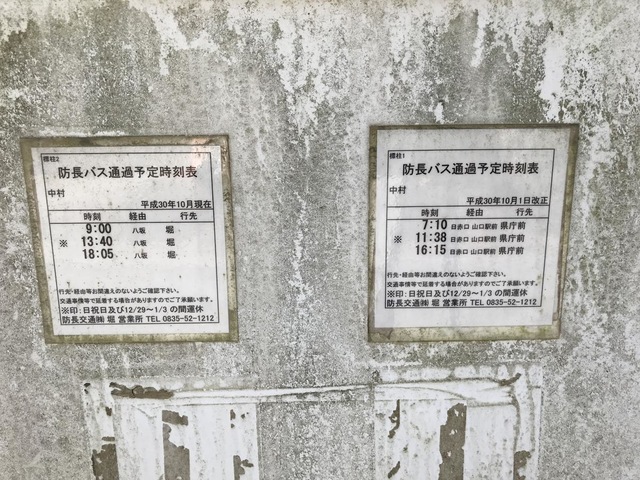 標柱2
防長バス通過予定時刻表
中村
平成30年10月現在
時刻 経由 行先
9:00 八坂 堀
※ 13:40 八坂 堀
18:05 八坂 堀
行先・経由等お間違えのないようご確認下さい。
交通事情等で延着する場合がありますのでご了承願います。
※印:日祝日及び12/29～1/3 の間運休
防長交通㈱ 堀 営業所 TEL 0835-52-1212
標柱1
防長バス通過予定時刻表
中村
平成30年10月1日改正
時刻 経由 行先
7:10 日赤口 山口駅前 県庁前
※ 11:38 日赤口 山口駅前 県庁前
16:15 日赤口 山口駅前 県庁前
行先・経由等お間違えのないようご確認下さい。
交通事情等で延着する場合がありますのでご了承願います。
※印:日祝日及び12/29～1/3 の間運休
防長交通㈱ 堀 営業所 TEL 0835-52-1212